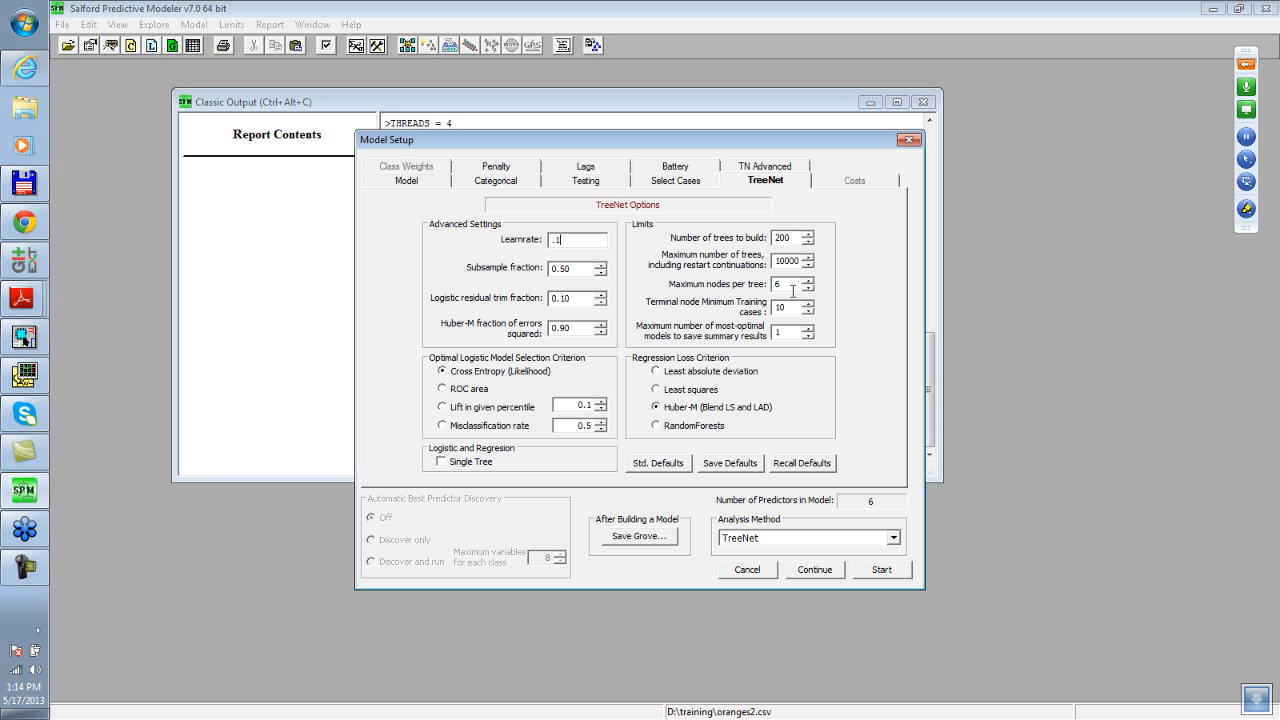 Salford Predictive Modeler v7.0 64 bit
File Edit View Explore Model Limits Report Window Help
Classic Output (Ctrl+Alt+C)
Report Contents
>THREADS = 4
Model Setup
Class Weights Penalty Lags Battery TN Advanced
Model Categorical Testing Select Cases TreeNet Costs
TreeNet Options
Advanced Settings
Learnrate: .1
Subsample fraction: 0.50
Logistic residual trim fraction: 0.10
Huber-M fraction of errors
squared: 0.90
Limits
Number of trees to build: 200
Maximum number of trees,
including restart continuations: 10000
Maximum nodes per tree: 6
Terminal node Minimum Training
cases : 10
Maximum number of most-optimal
models to save summary results 1
Optimal Logistic Model Selection Criterion
Cross Entropy (Likelihood)
ROC area
Lift in given percentile 0.1
Misclassification rate 0.5
Regression Loss Criterion
Least absolute deviation
Least squares
Huber-M (Blend LS and LAD)
RandomForests
Logistic and Regresion
Single Tree
Std. Defaults Save Defaults Recall Defaults
Automatic Best Predictor Discovery
Off
Discover only
Discover and run
Maximum variables
for each class 8
After Building a Model
Save Grove...
Number of Predictors in Model: 6
Analysis Method
TreeNet
Cancel Continue Start
SPM
1:14 PM
5/17/2013
D:\training\oranges2.csv